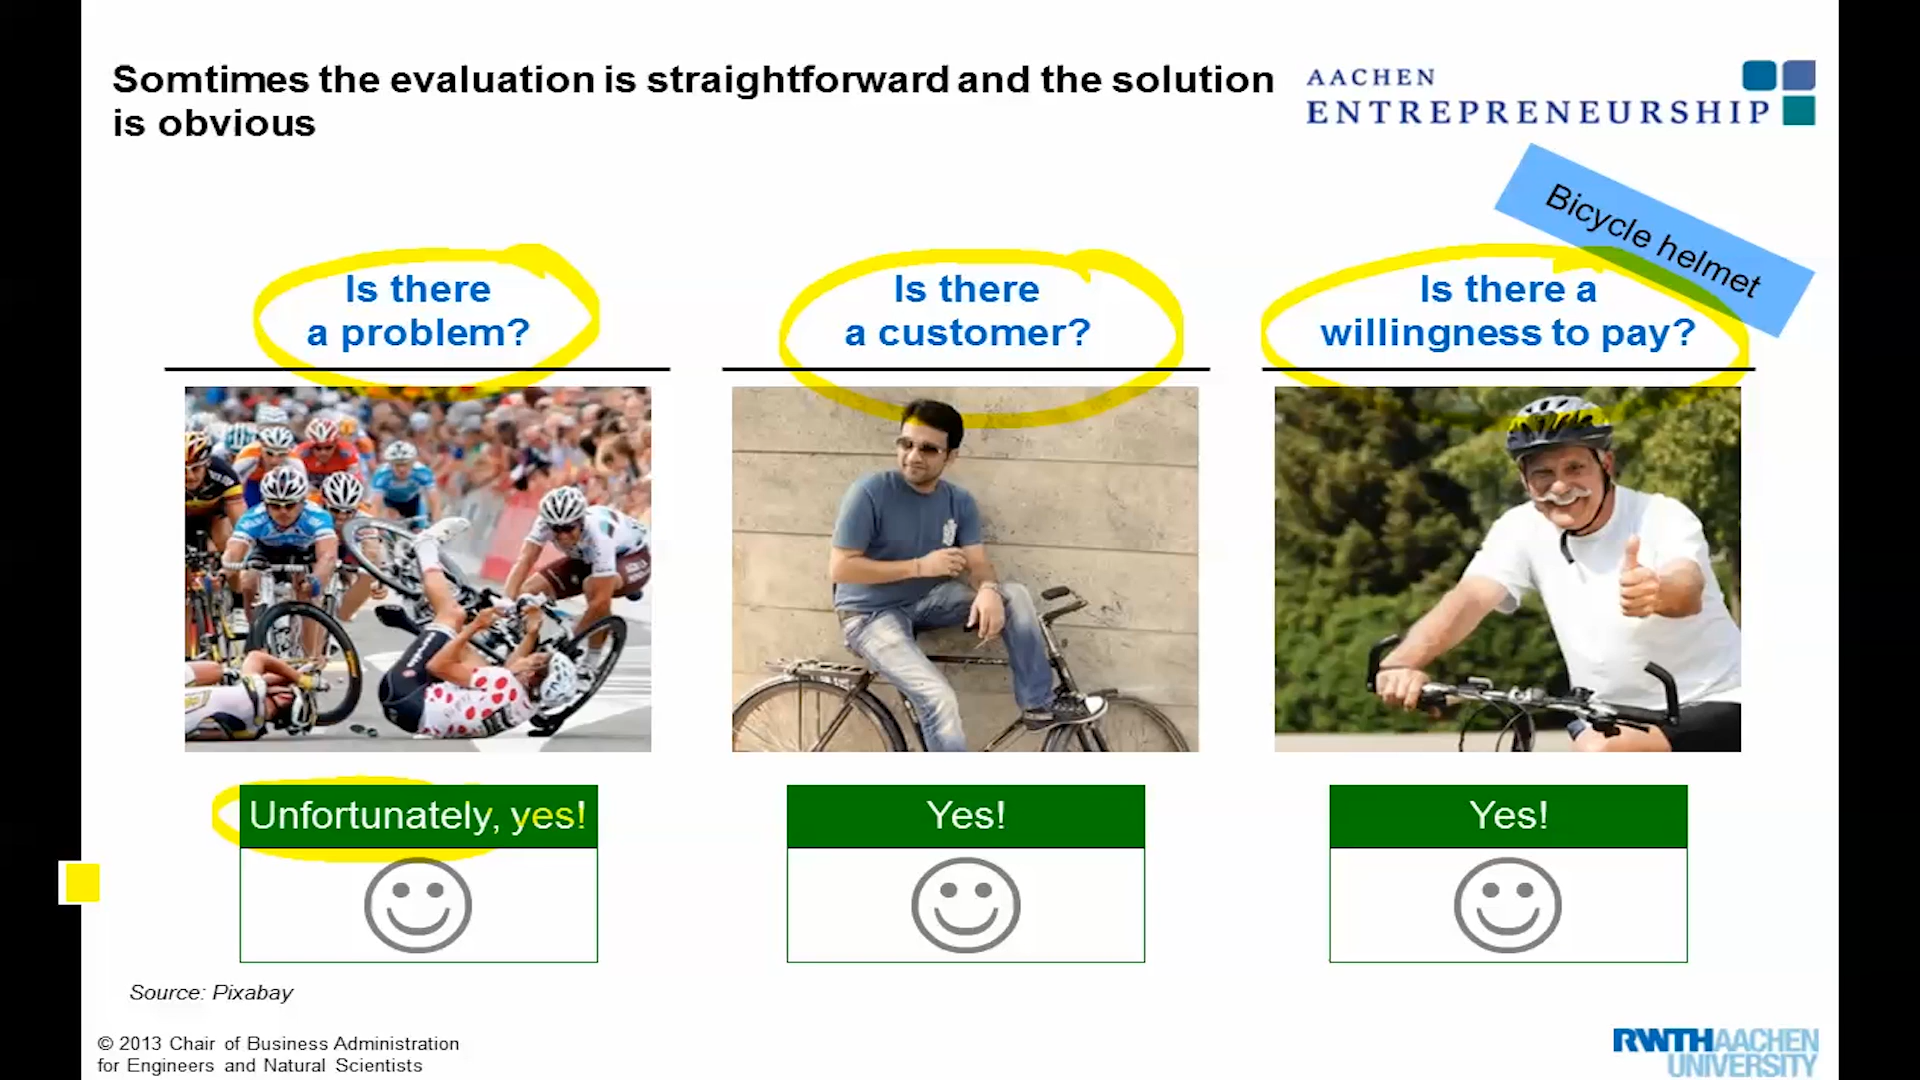 Somtimes the evaluation is straightforward and the solution
is obvious
AACHEN
ENTREPRENEURSHIP
Bicycle helmet
Is there
a problem?
Is there
a customer?
Is there a
willingness to pay?
Unfortunately, yes!
Yes!
Yes!
Source: Pixabay
© 2013 Chair of Business Administration
for Engineers and Natural Scientists
RWTHAACHEN
UNIVERSITY